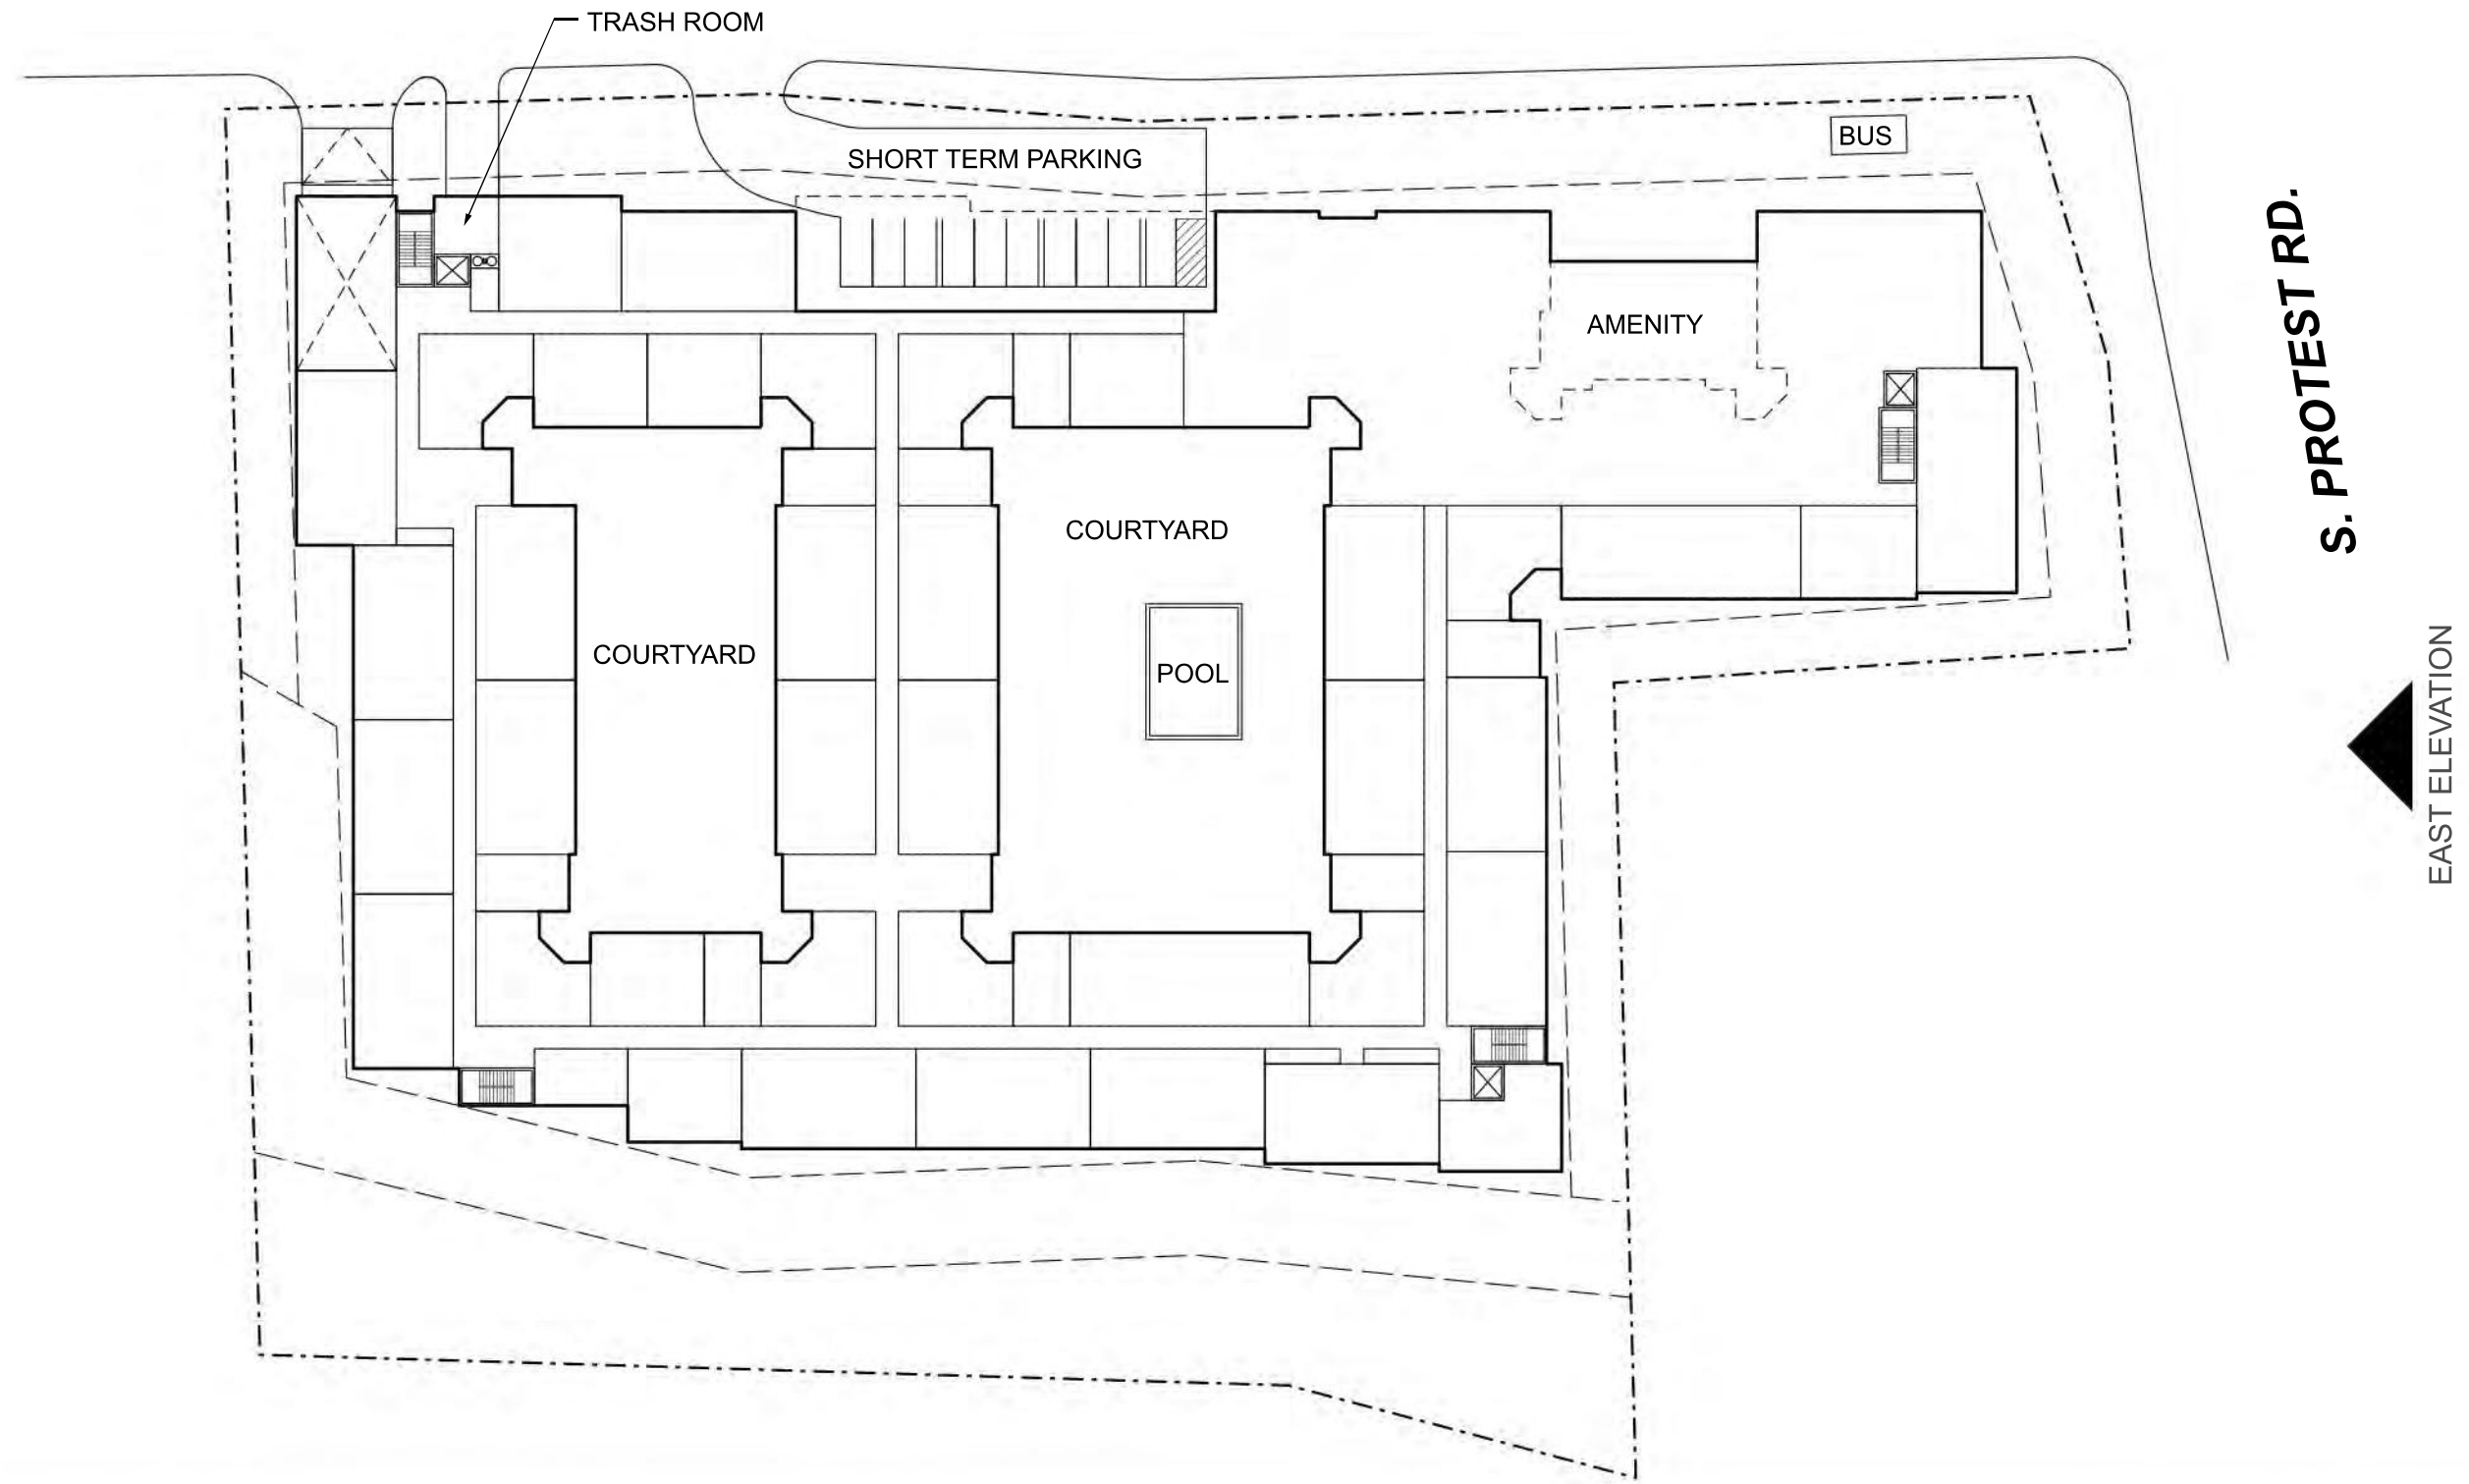 TRASH ROOM
SHORT TERM PARKING
BUS
S. PROTEST RD.
AMENITY
COURTYARD
COURTYARD
POOL
EAST ELEVATION